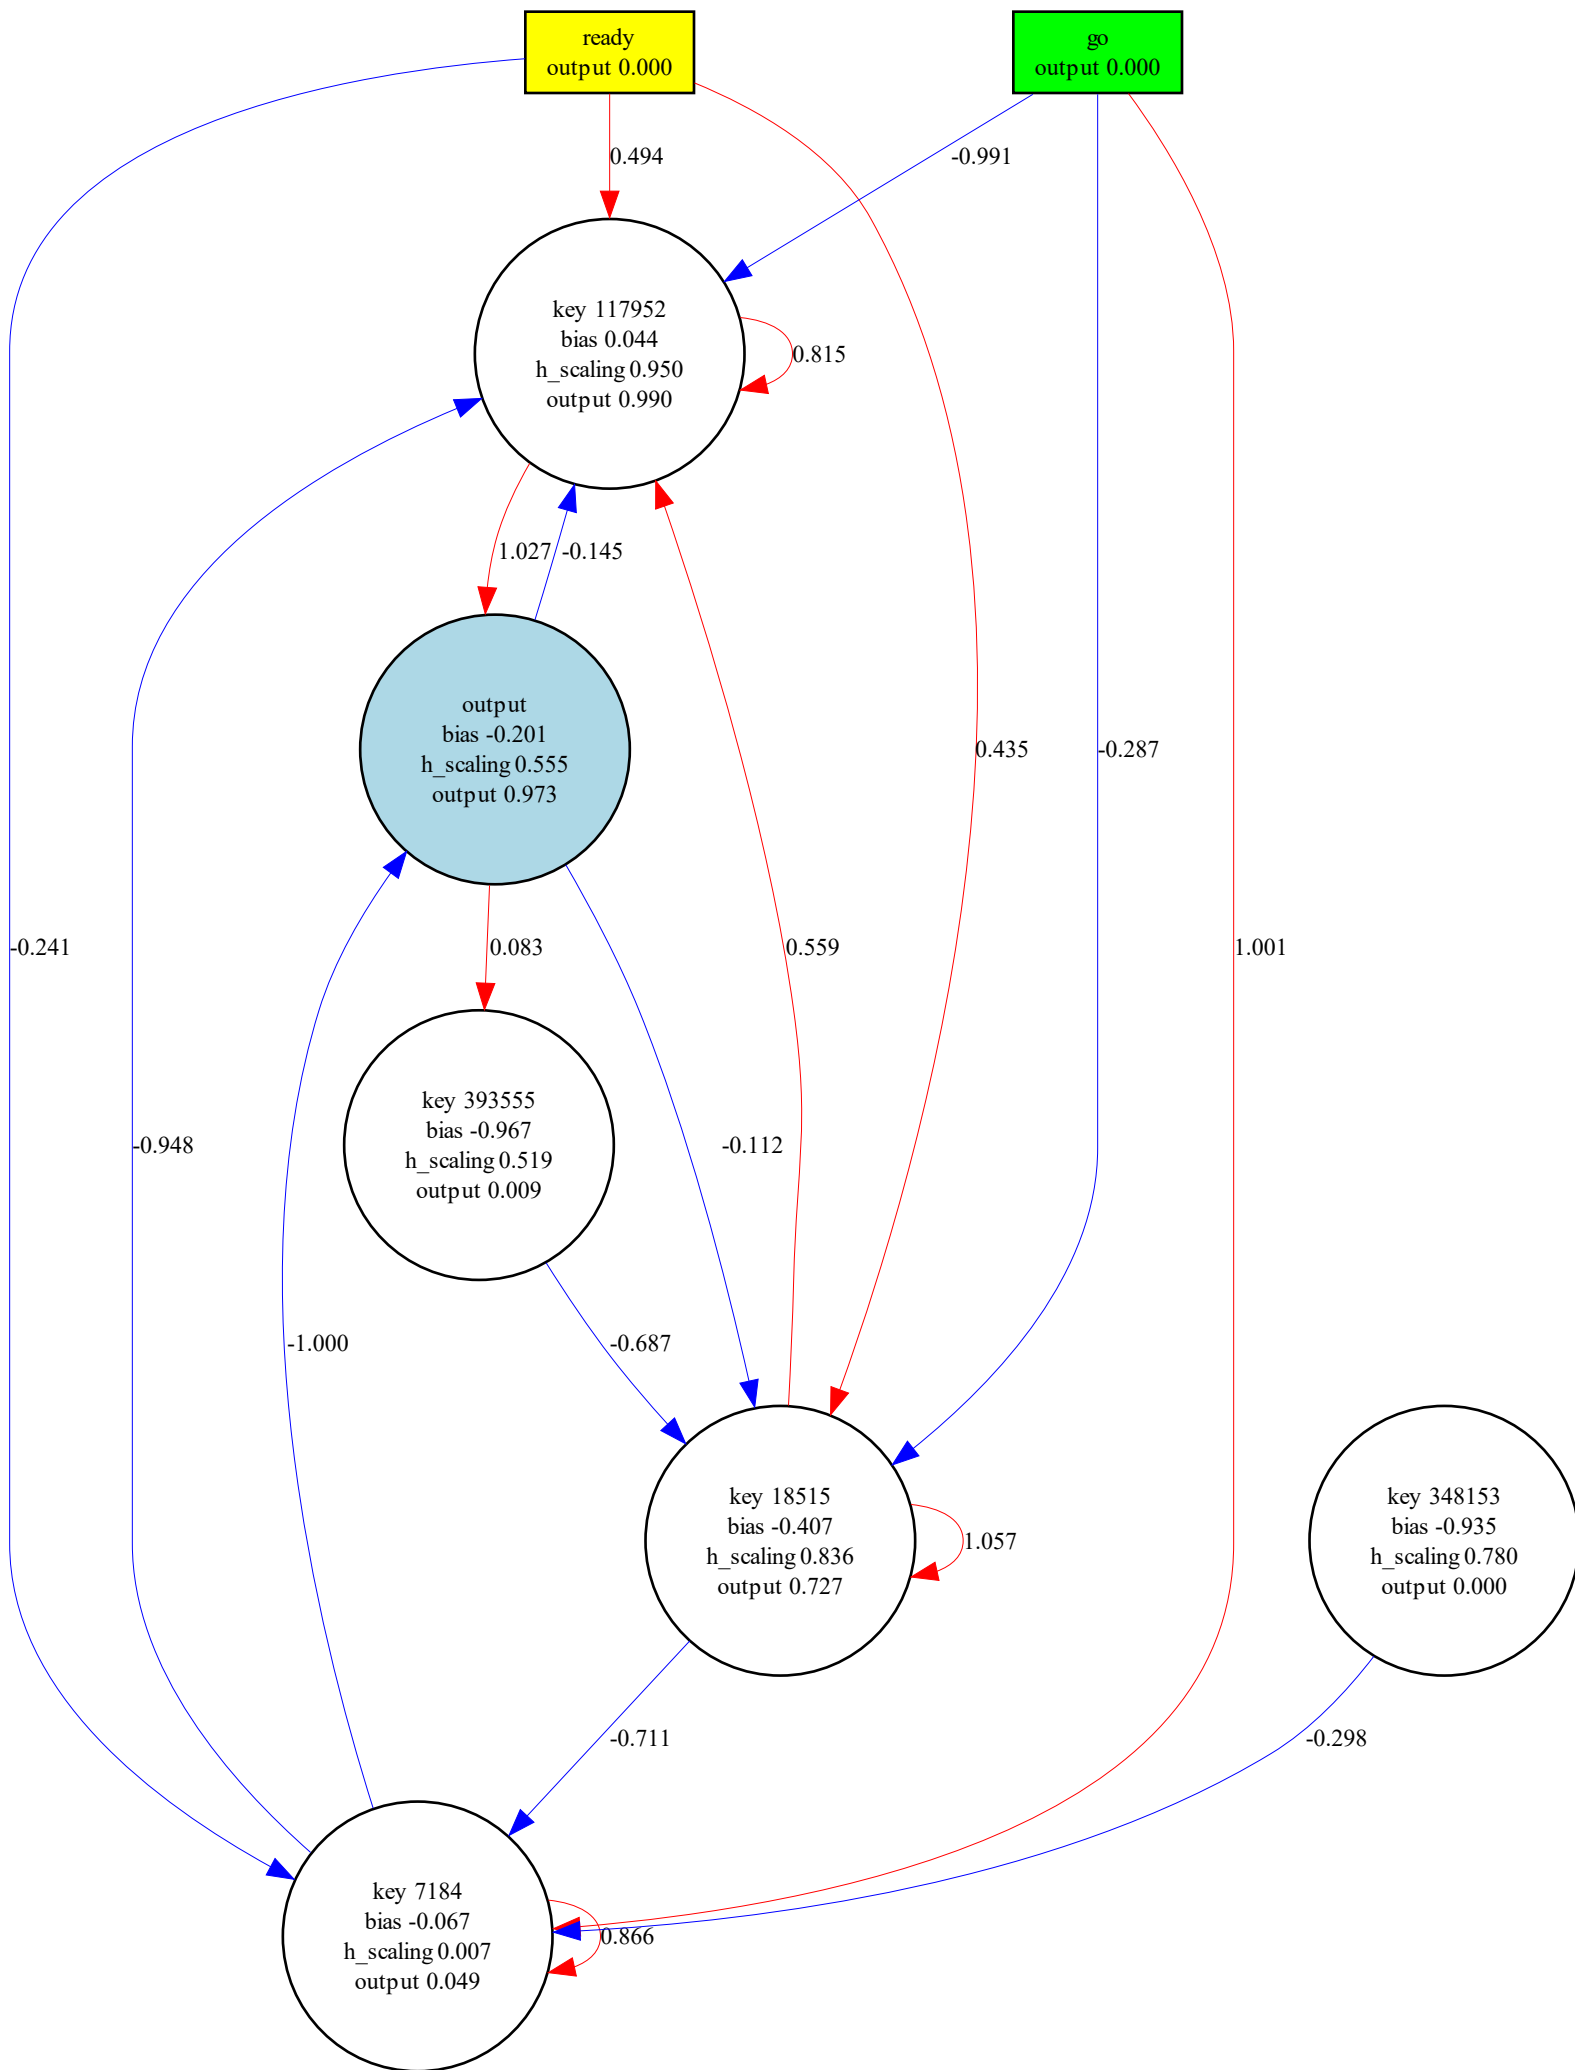 ready
output 0.000
go
output 0.000
0.494
-0.991
key 117952
bias 0.044
h_scaling 0.950
output 0.990
0.815
1.027
-0.145
output
bias -0.201
h_scaling 0.555
output 0.973
0.435
-0.287
-0.241
0.083
0.559
1.001
key 393555
bias -0.967
h_scaling 0.519
output 0.009
-0.948
-0.112
-1.000
-0.687
key 18515
bias -0.407
h_scaling 0.836
output 0.727
1.057
key 348153
bias -0.935
h_scaling 0.780
output 0.000
-0.711
-0.298
key 7184
bias -0.067
h_scaling 0.007
output 0.049
0.866